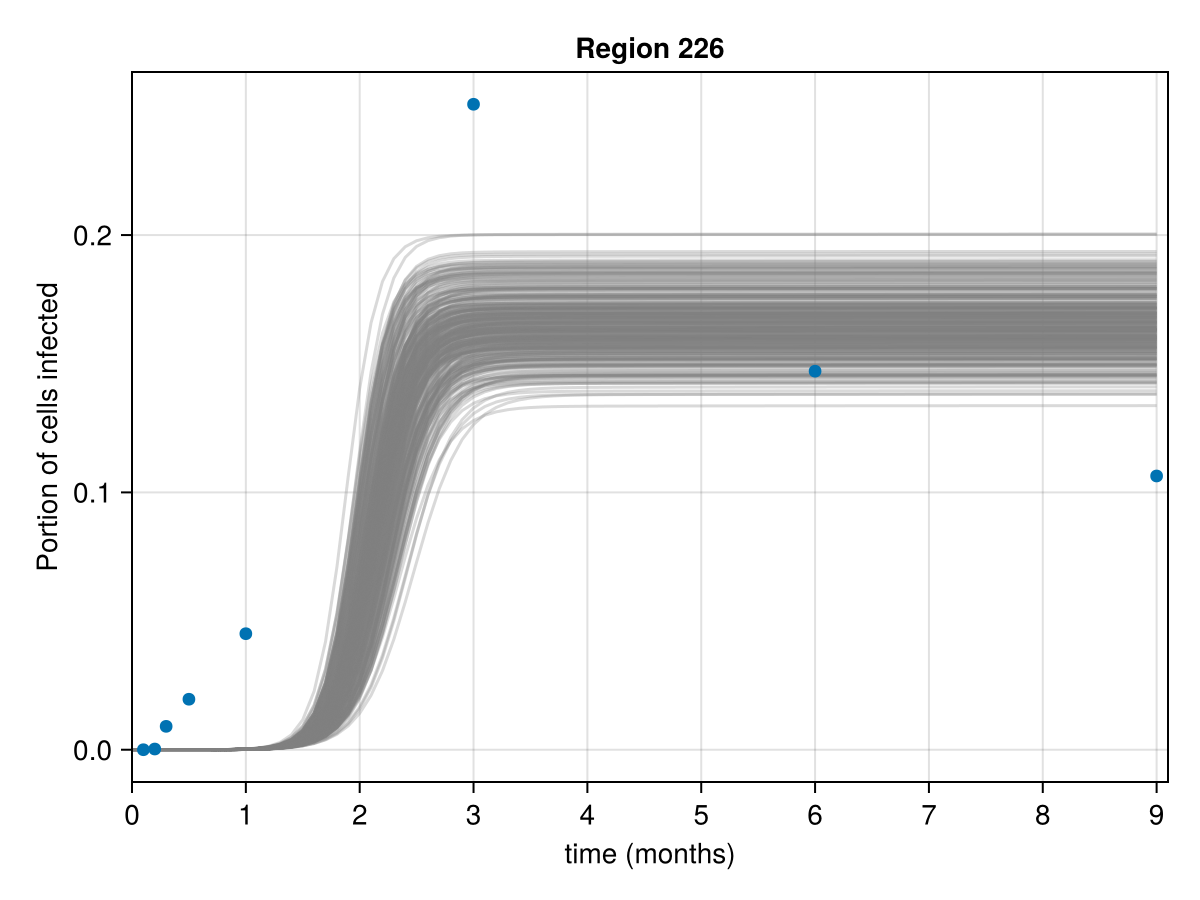 Region 226
Portion of cells infected
0.2
0.1
0.0
0 1 2 3 4 5 6 7 8 9
time (months)